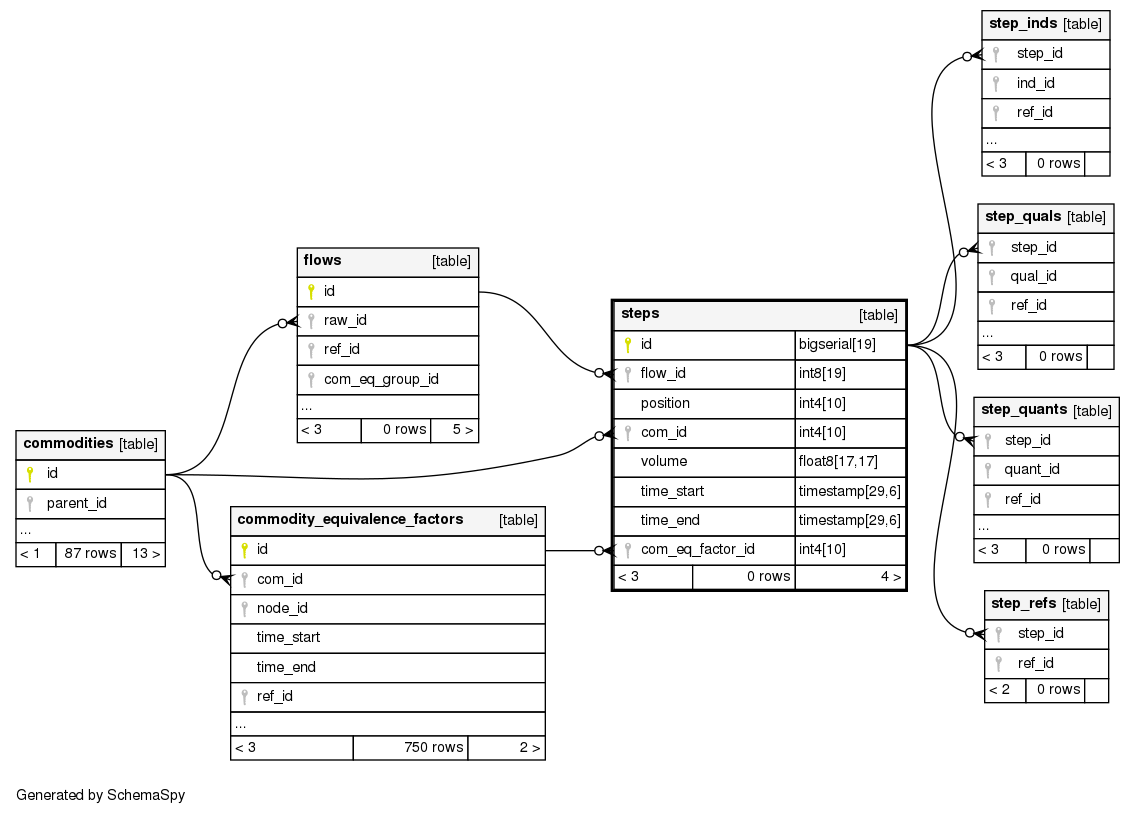 step_inds [table]
step_id
ind_id
ref_id
...
< 3 0 rows
step_quals [table]
step_id
qual_id
ref_id
...
< 3 0 rows
flows [table]
id
raw_id
ref_id
com_eq_group_id
...
< 3 0 rows 5 >
steps [table]
id bigserial[19]
flow_id int8[19]
position int4[10]
com_id int4[10]
volume float8[17,17]
time_start timestamp[29,6]
time_end timestamp[29,6]
com_eq_factor_id int4[10]
< 3 0 rows 4 >
step_quants [table]
step_id
quant_id
ref_id
...
< 3 0 rows
commodities [table]
id
parent_id
...
< 1 87 rows 13 >
commodity_equivalence_factors [table]
id
com_id
node_id
time_start
time_end
ref_id
...
< 3 750 rows 2 >
step_refs [table]
step_id
ref_id
< 2 0 rows
Generated by SchemaSpy